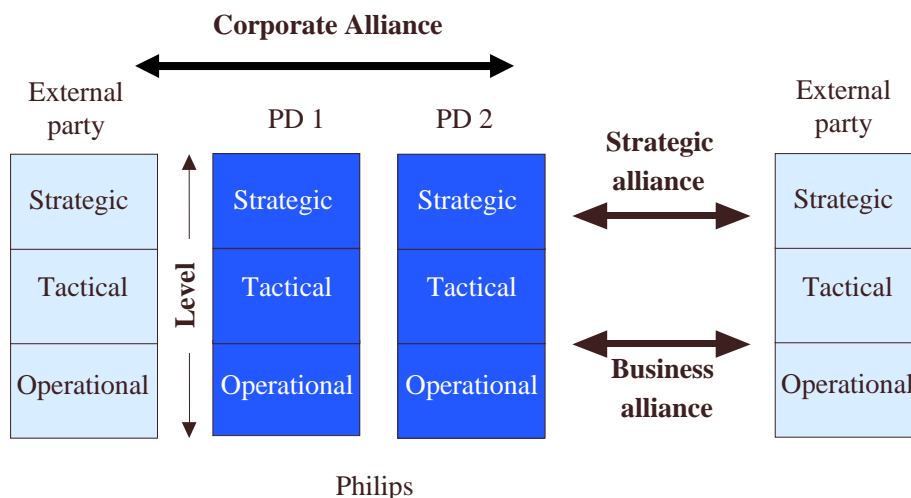 Corporate Alliance
External
party
PD 1
PD 2
External
party
Strategic
Tactical
Operational
Level
Strategic
Tactical
Operational
Strategic
Tactical
Operational
Strategic
alliance
Business
alliance
Strategic
Tactical
Operational
Philips